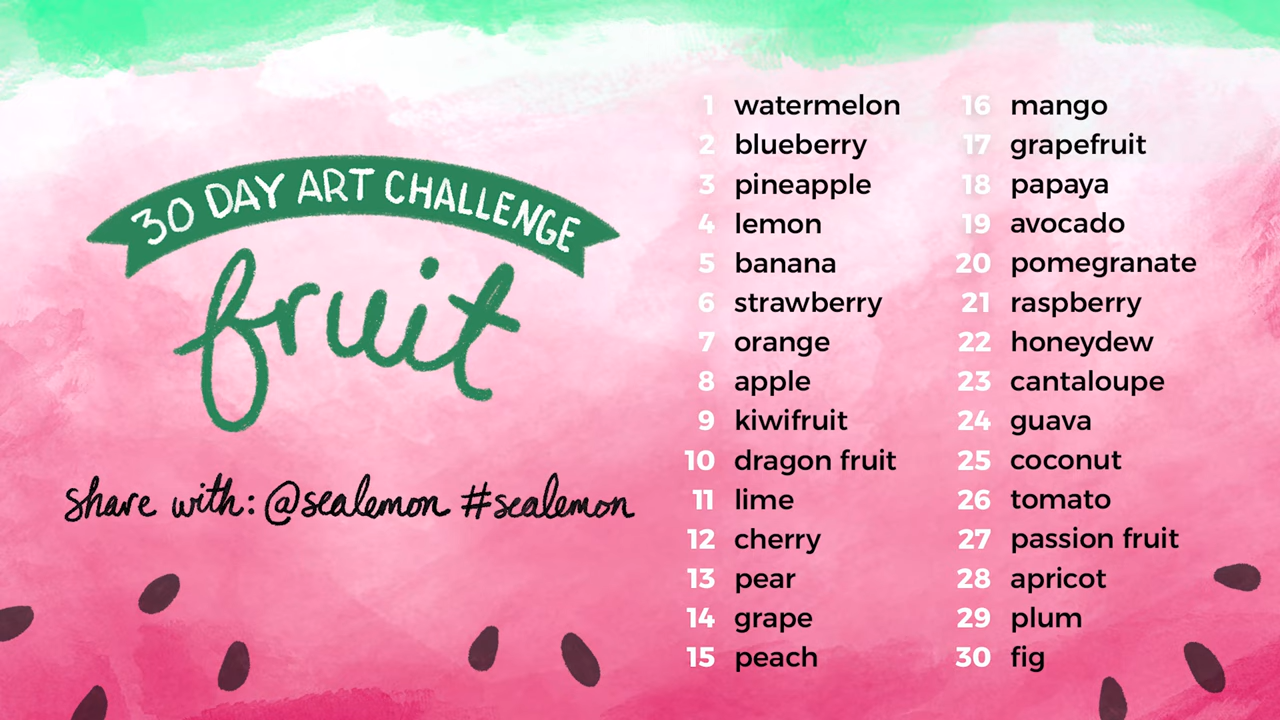 30 DAY ART CHALLENGE
fruit
share with: @sealemon #sealemon
1 watermelon
2 blueberry
3 pineapple
4 lemon
5 banana
6 strawberry
7 orange
8 apple
9 kiwifruit
10 dragon fruit
11 lime
12 cherry
13 pear
14 grape
15 peach
16 mango
17 grapefruit
18 papaya
19 avocado
20 pomegranate
21 raspberry
22 honeydew
23 cantaloupe
24 guava
25 coconut
26 tomato
27 passion fruit
28 apricot
29 plum
30 fig